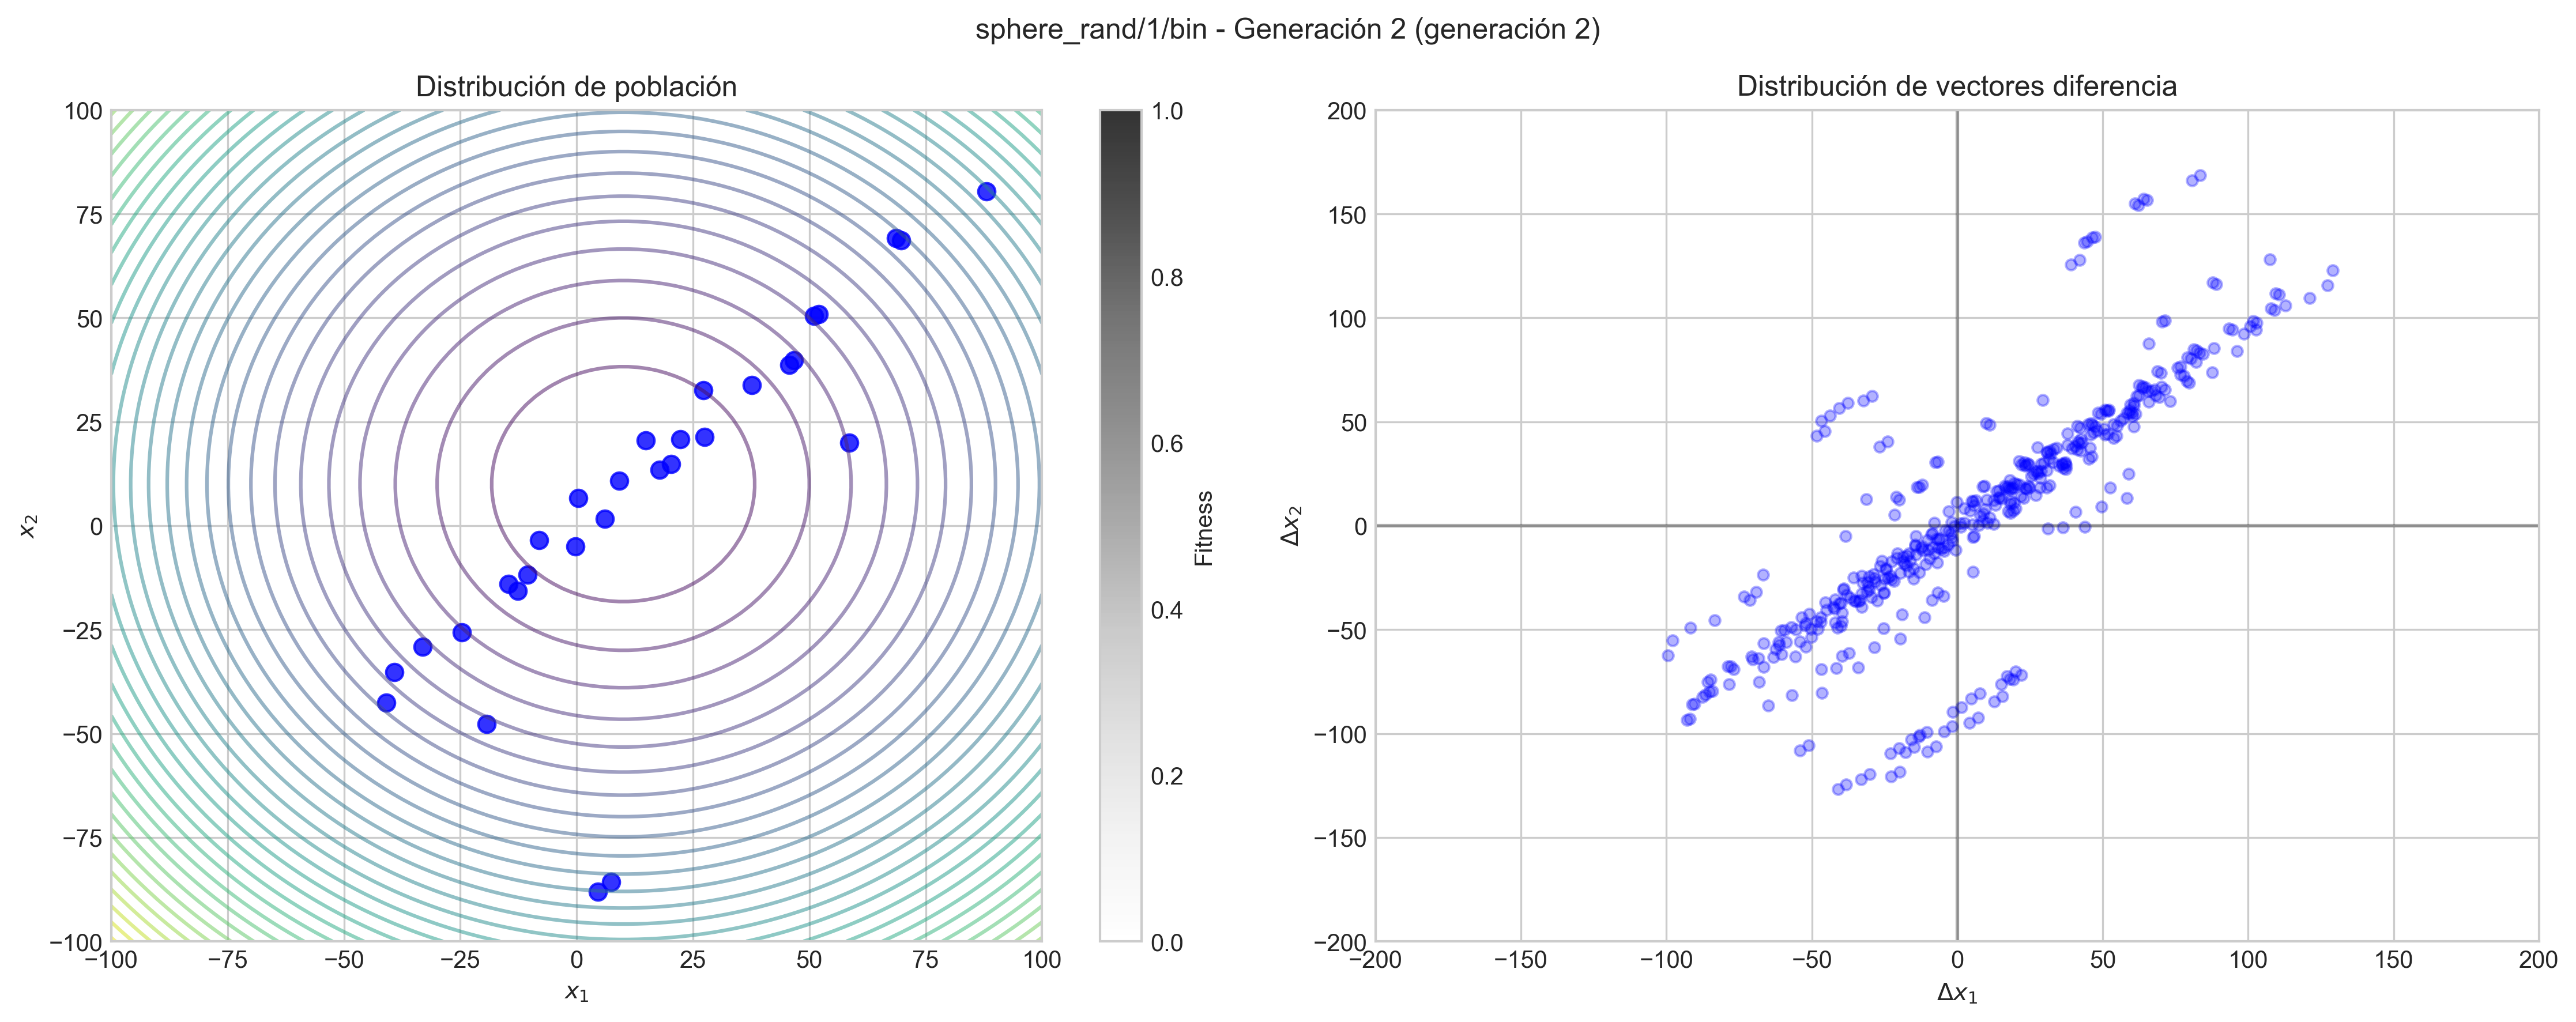 sphere_rand/1/bin - Generación 2 (generación 2)
Distribución de población
100
75
50
25
0
−25
−50
−75
−100
x₂
−100 −75 −50 −25 0 25 50 75 100
x₁
1.0
0.8
0.6
0.4
0.2
0.0
Fitness
Distribución de vectores diferencia
200
150
100
50
0
−50
−100
−150
−200
Δx₂
−200 −150 −100 −50 0 50 100 150 200
Δx₁